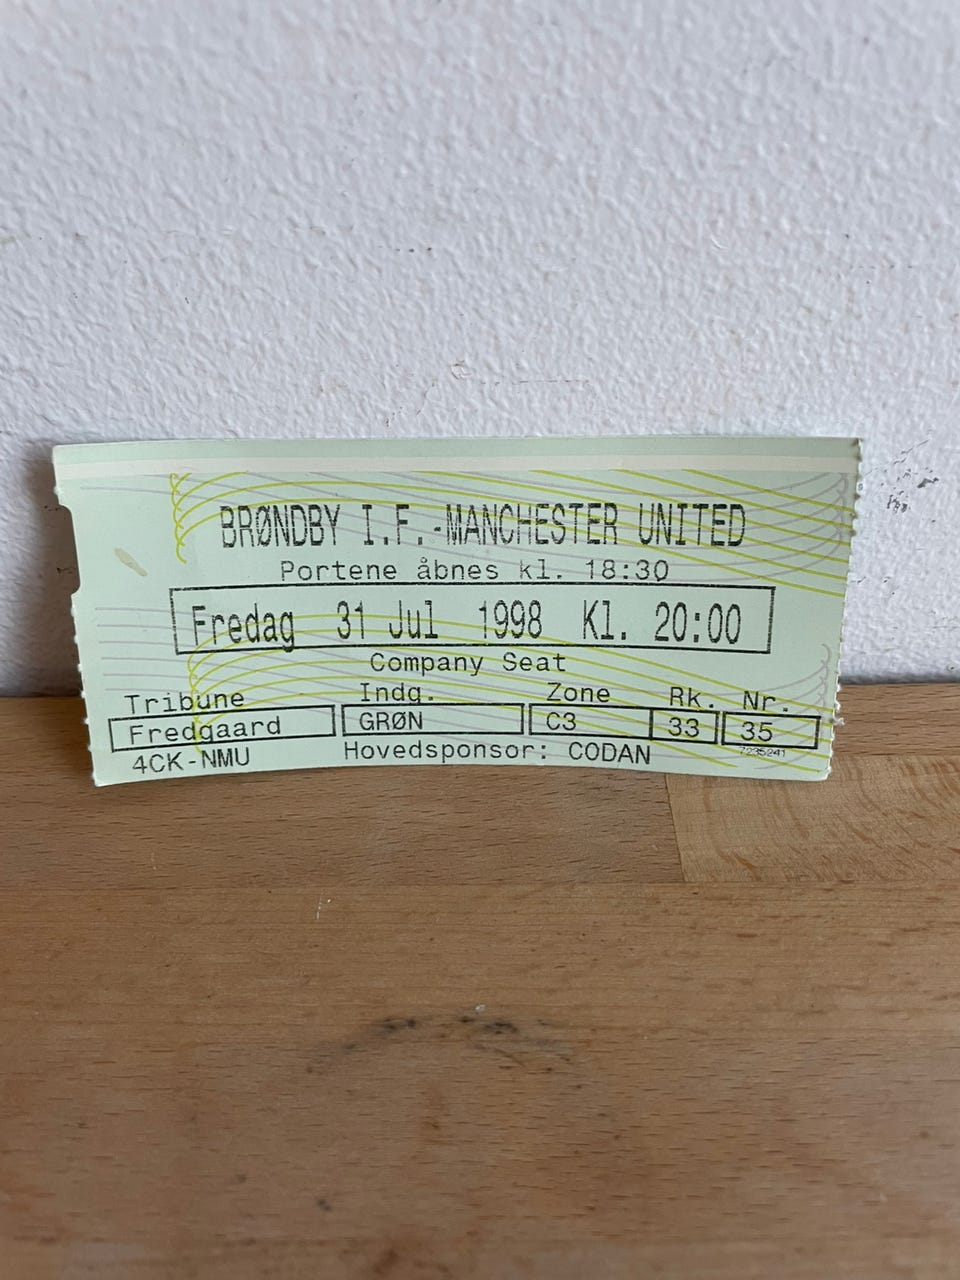 BRØNDBY I.F.-MANCHESTER UNITED
Portene åbnes kl. 18:30
Fredag 31 Jul 1998 Kl. 20:00
Company Seat
Tribune Indg. Zone Rk. Nr.
Fredgaard GRØN C3 33 35
7235241
4CK-NMU Hovedsponsor: CODAN